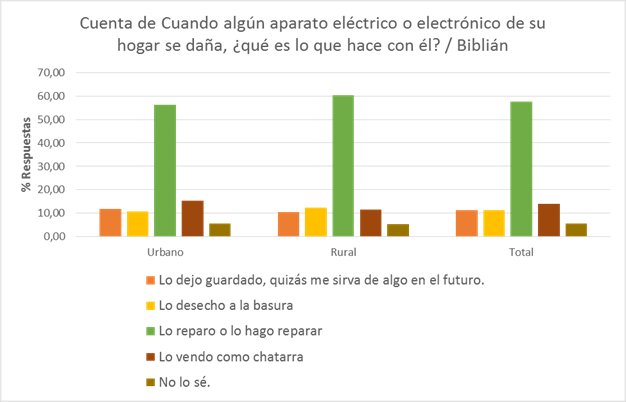 Cuenta de Cuando algún aparato eléctrico o electrónico de su
hogar se daña, ¿qué es lo que hace con él? / Biblián
% Respuestas
70,00
60,00
50,00
40,00
30,00
20,00
10,00
0,00
Urbano
Rural
Total
Lo dejo guardado, quizás me sirva de algo en el futuro.
Lo desecho a la basura
Lo reparo o lo hago reparar
Lo vendo como chatarra
No lo sé.